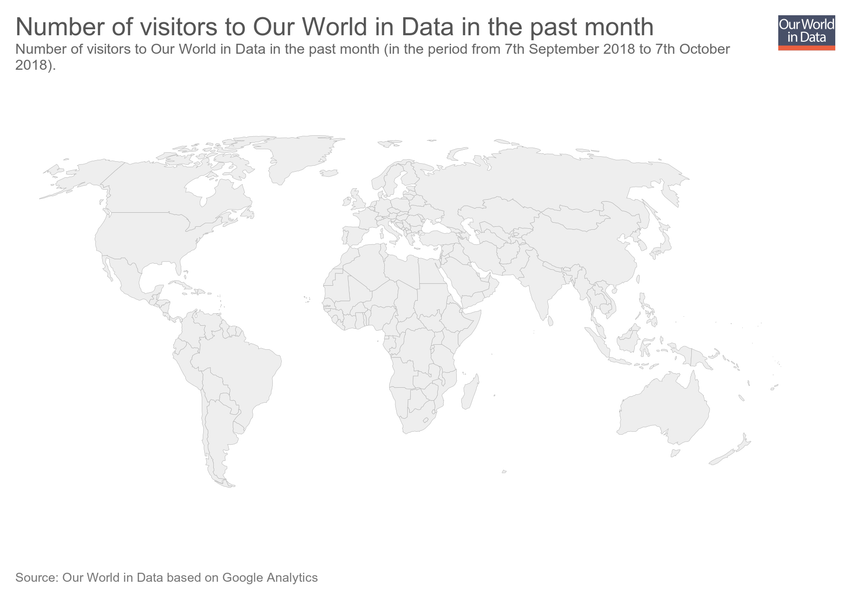 Number of visitors to Our World in Data in the past month
Our World
in Data
Number of visitors to Our World in Data in the past month (in the period from 7th September 2018 to 7th October
2018).
Source: Our World in Data based on Google Analytics